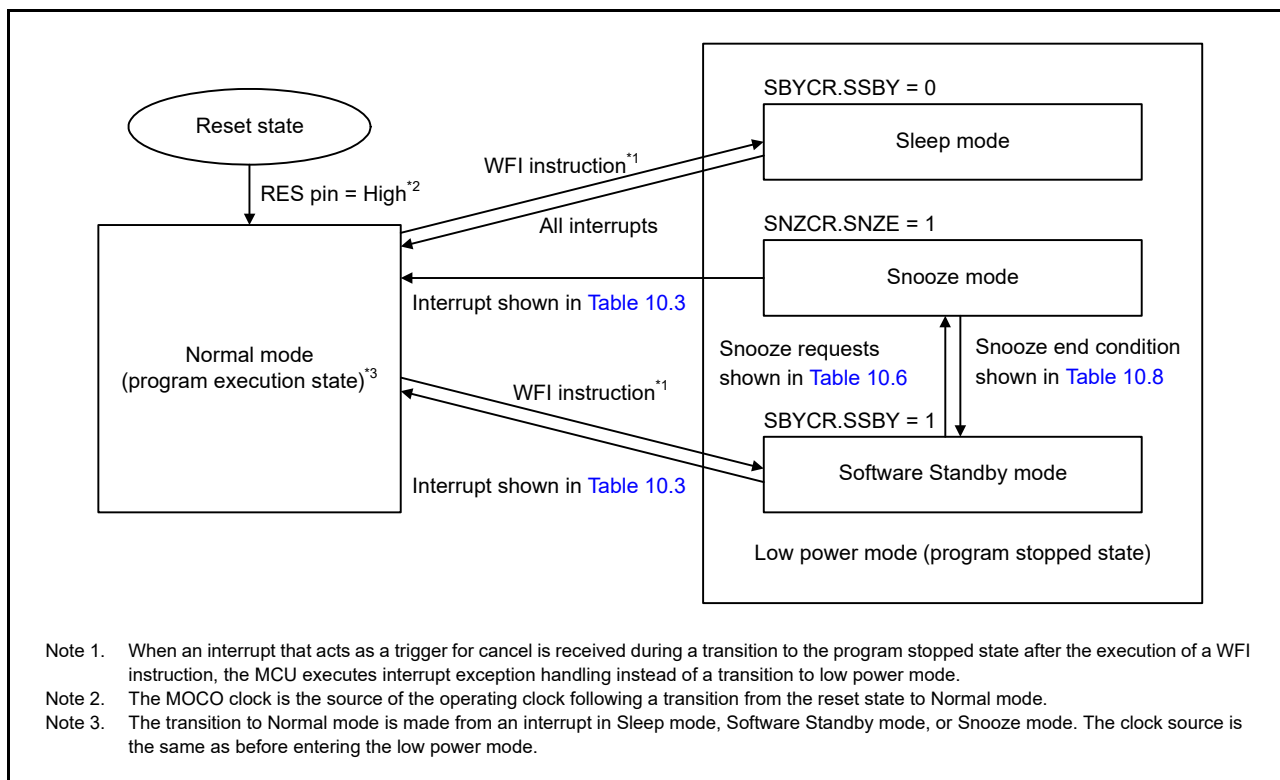 SBYCR.SSBY = 0
Reset state
Sleep mode
WFI instruction*1
RES pin = High*2
All interrupts
SNZCR.SNZE = 1
Snooze mode
Interrupt shown in Table 10.3
Normal mode
(program execution state)*3
Snooze requests
shown in Table 10.6
Snooze end condition
shown in Table 10.8
WFI instruction*1
SBYCR.SSBY = 1
Software Standby mode
Interrupt shown in Table 10.3
Low power mode (program stopped state)
Note 1. When an interrupt that acts as a trigger for cancel is received during a transition to the program stopped state after the execution of a WFI
instruction, the MCU executes interrupt exception handling instead of a transition to low power mode.
Note 2. The MOCO clock is the source of the operating clock following a transition from the reset state to Normal mode.
Note 3. The transition to Normal mode is made from an interrupt in Sleep mode, Software Standby mode, or Snooze mode. The clock source is
the same as before entering the low power mode.